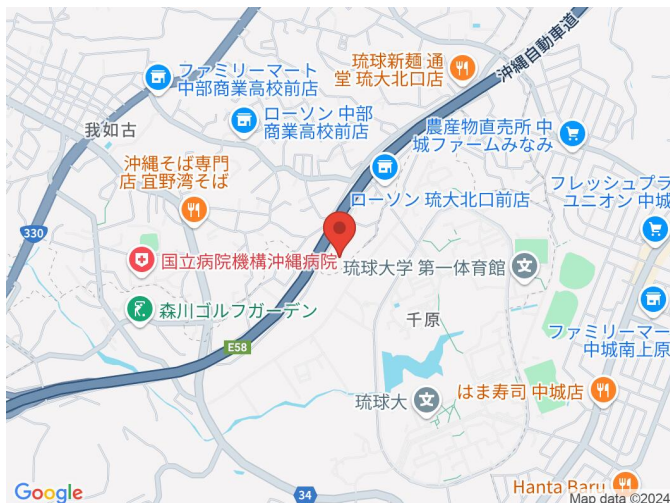 琉球新麺 通
堂 琉大北口店
沖縄自動車道
ファミリーマート
中部商業高校前店
我如古
ローソン 中部
商業高校前店
農産物直売所 中
城ファームみなみ
沖縄そば専門
店 宜野湾そば
ローソン 琉大北口前店
フレッシュプラ
ユニオン 中城
330
国立病院機構沖縄病院
琉球大学 第一体育館
森川ゴルフガーデン
千原
ファミリーマー
中城南上原
E58
琉球大
はま寿司 中城店
Google
34
Hanta Baru
Map data ©2024